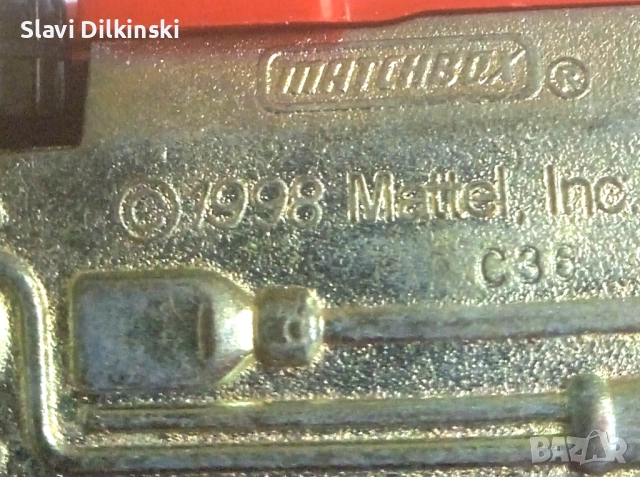 Slavi Dilkinski
MATCHBOX ®
© 1998 Mattel, Inc.
C36
BAZAR